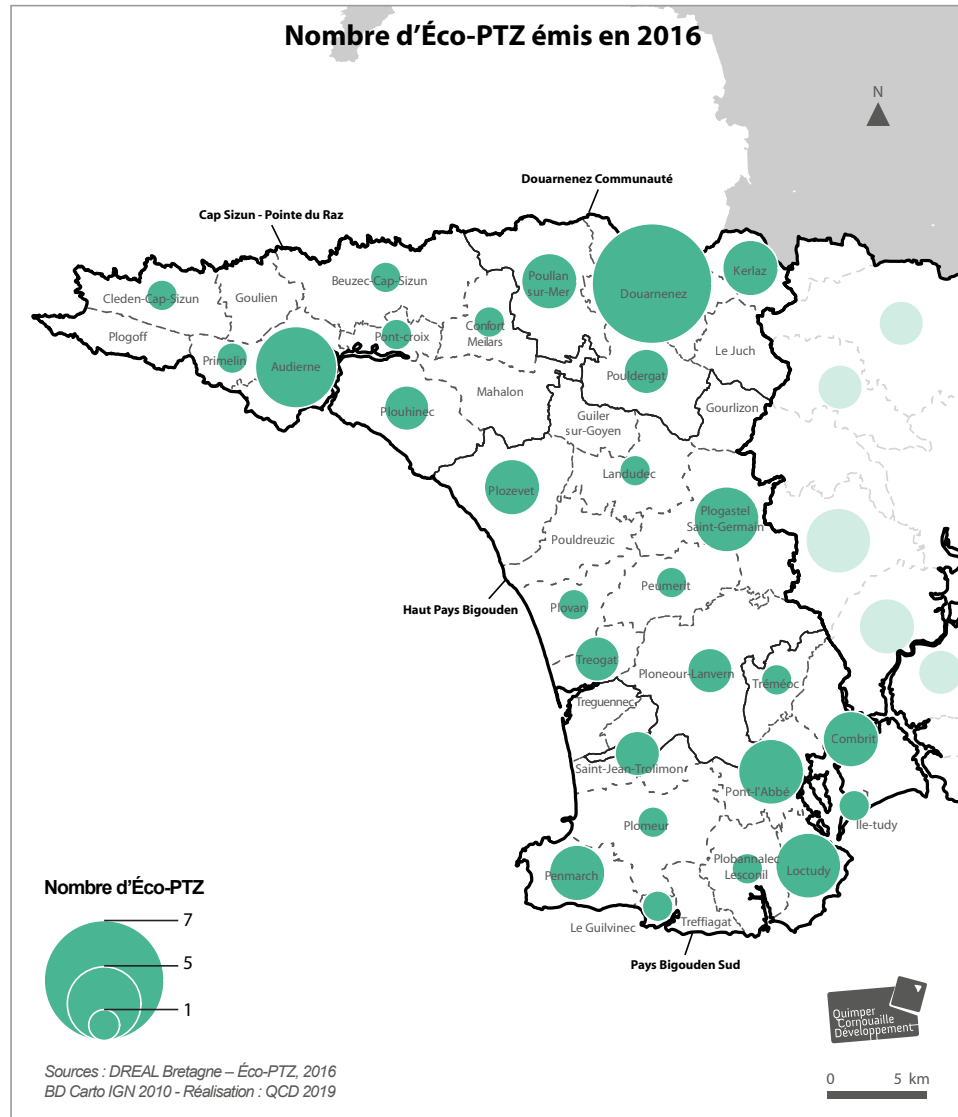 Nombre d'Éco-PTZ émis en 2016
N
Douarnenez Communauté
Cap Sizun - Pointe du Raz
Kerlaz
Poullan
sur-Mer
Beuzec-Cap-Sizun
Douarnenez
Cleden-Cap-Sizun
Goulien
Confort
Meilars
Plogoff
Pont-croix
Le Juch
Primelin
Audierne
Pouldergat
Mahalon
Plouhinec
Gourlizon
Guiler
sur-Goyen
Landudec
Plozevet
Plogastel
Saint-Germain
Pouldreuzic
Peumerit
Haut Pays Bigouden
Plovan
Treogat
Ploneour-Lanvern
Tréméoc
Treguennec
Combrit
Saint-Jean-Trolimon
Pont-l'Abbé
Plomeur
Ile-tudy
Plobannalec
Lesconil
Loctudy
Penmarch
Le Guilvinec
Treffiagat
Pays Bigouden Sud
Nombre d'Éco-PTZ
7
5
1
Quimper
Cornouaille
Développement
Sources : DREAL Bretagne – Éco-PTZ, 2016
BD Carto IGN 2010 - Réalisation : QCD 2019
0 5 km